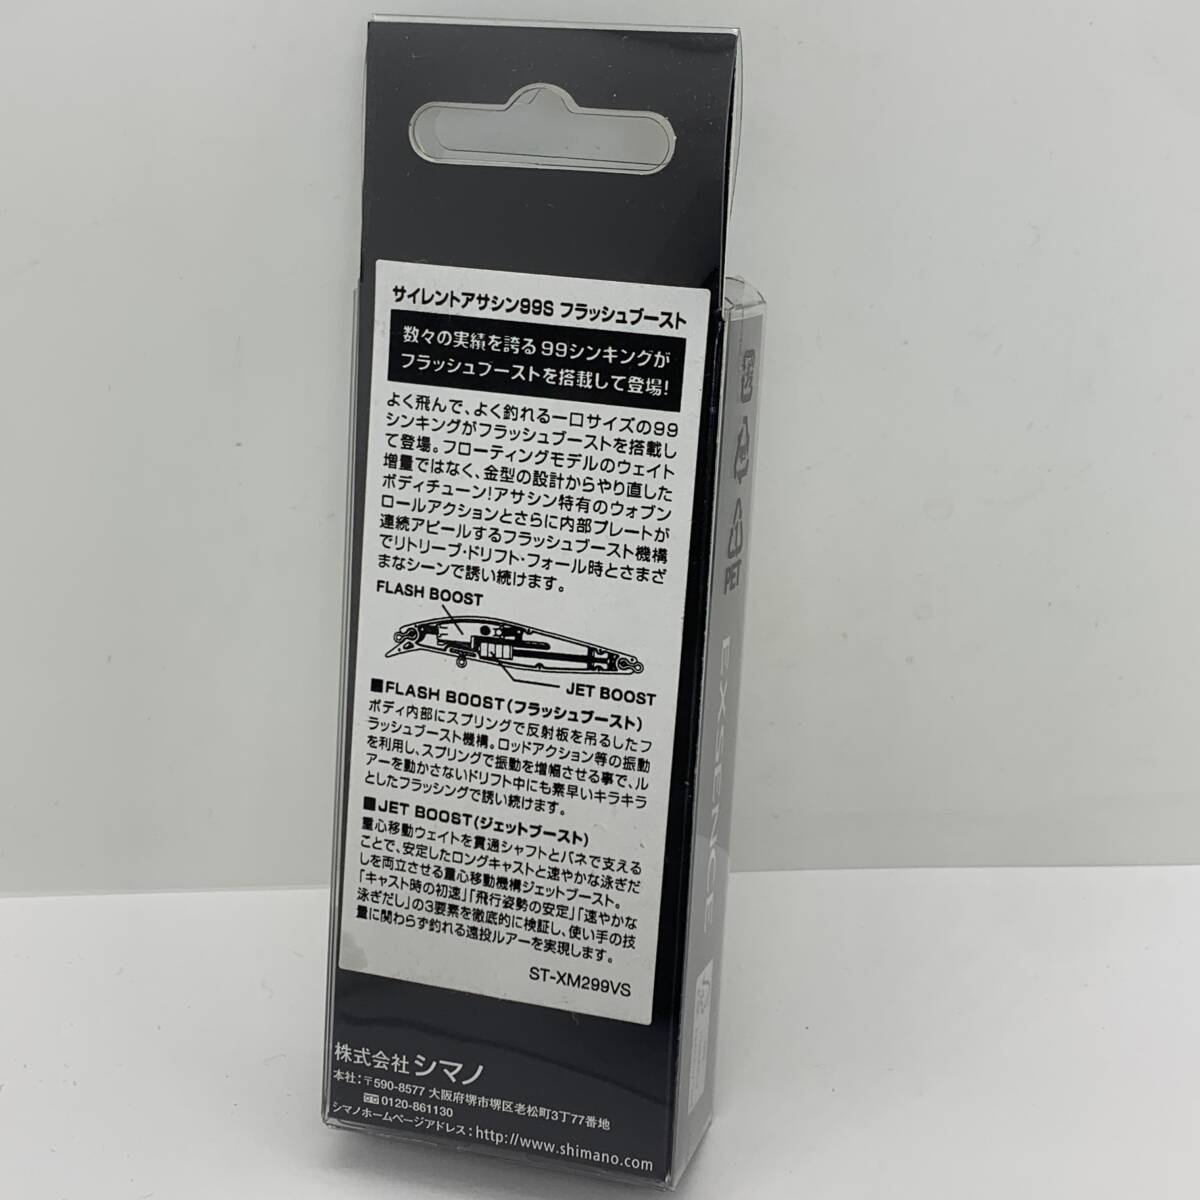 サイレントアサシン99S フラッシュブースト
数々の実績を誇る99シンキングが
フラッシュブーストを搭載して登場!
よく飛んで、よく釣れる一口サイズの99
シンキングがフラッシュブーストを搭載し
て登場。フローティングモデルのウェイト
増量ではなく、金型の設計からやり直した
ボディチューン!アサシン特有のウォブン
ロールアクションとさらに内部プレートが
連続アピールするフラッシュブースト機構
でリトリーブ・ドリフト・フォール時とさまざ
まなシーンで誘い続けます。
FLASH BOOST
JET BOOST
■FLASH BOOST(フラッシュブースト)
ボディ内部にスプリングで反射板を吊るしたフ
ラッシュブースト機構。ロッドアクション等の振動
を利用し、スプリングで振動を増幅させる事で、ル
アーを動かさないドリフト中にも素早いキラキラ
としたフラッシングで誘い続けます。
■JET BOOST(ジェットブースト)
重心移動ウェイトを貫通シャフトとバネで支える
ことで、安定したロングキャストと速やかな泳ぎだ
しを両立させる重心移動機構ジェットブースト。
「キャスト時の初速」「飛行姿勢の安定」「速やかな
泳ぎだし」の3要素を徹底的に検証し、使い手の技
量に関わらず釣れる遠投ルアーを実現します。
ST-XM299VS
株式会社シマノ
本社:〒590-8577 大阪府堺市堺区老松町3丁77番地
0120-861130
シマノホームページアドレス:http://www.shimano.com
PET
EXSENCE